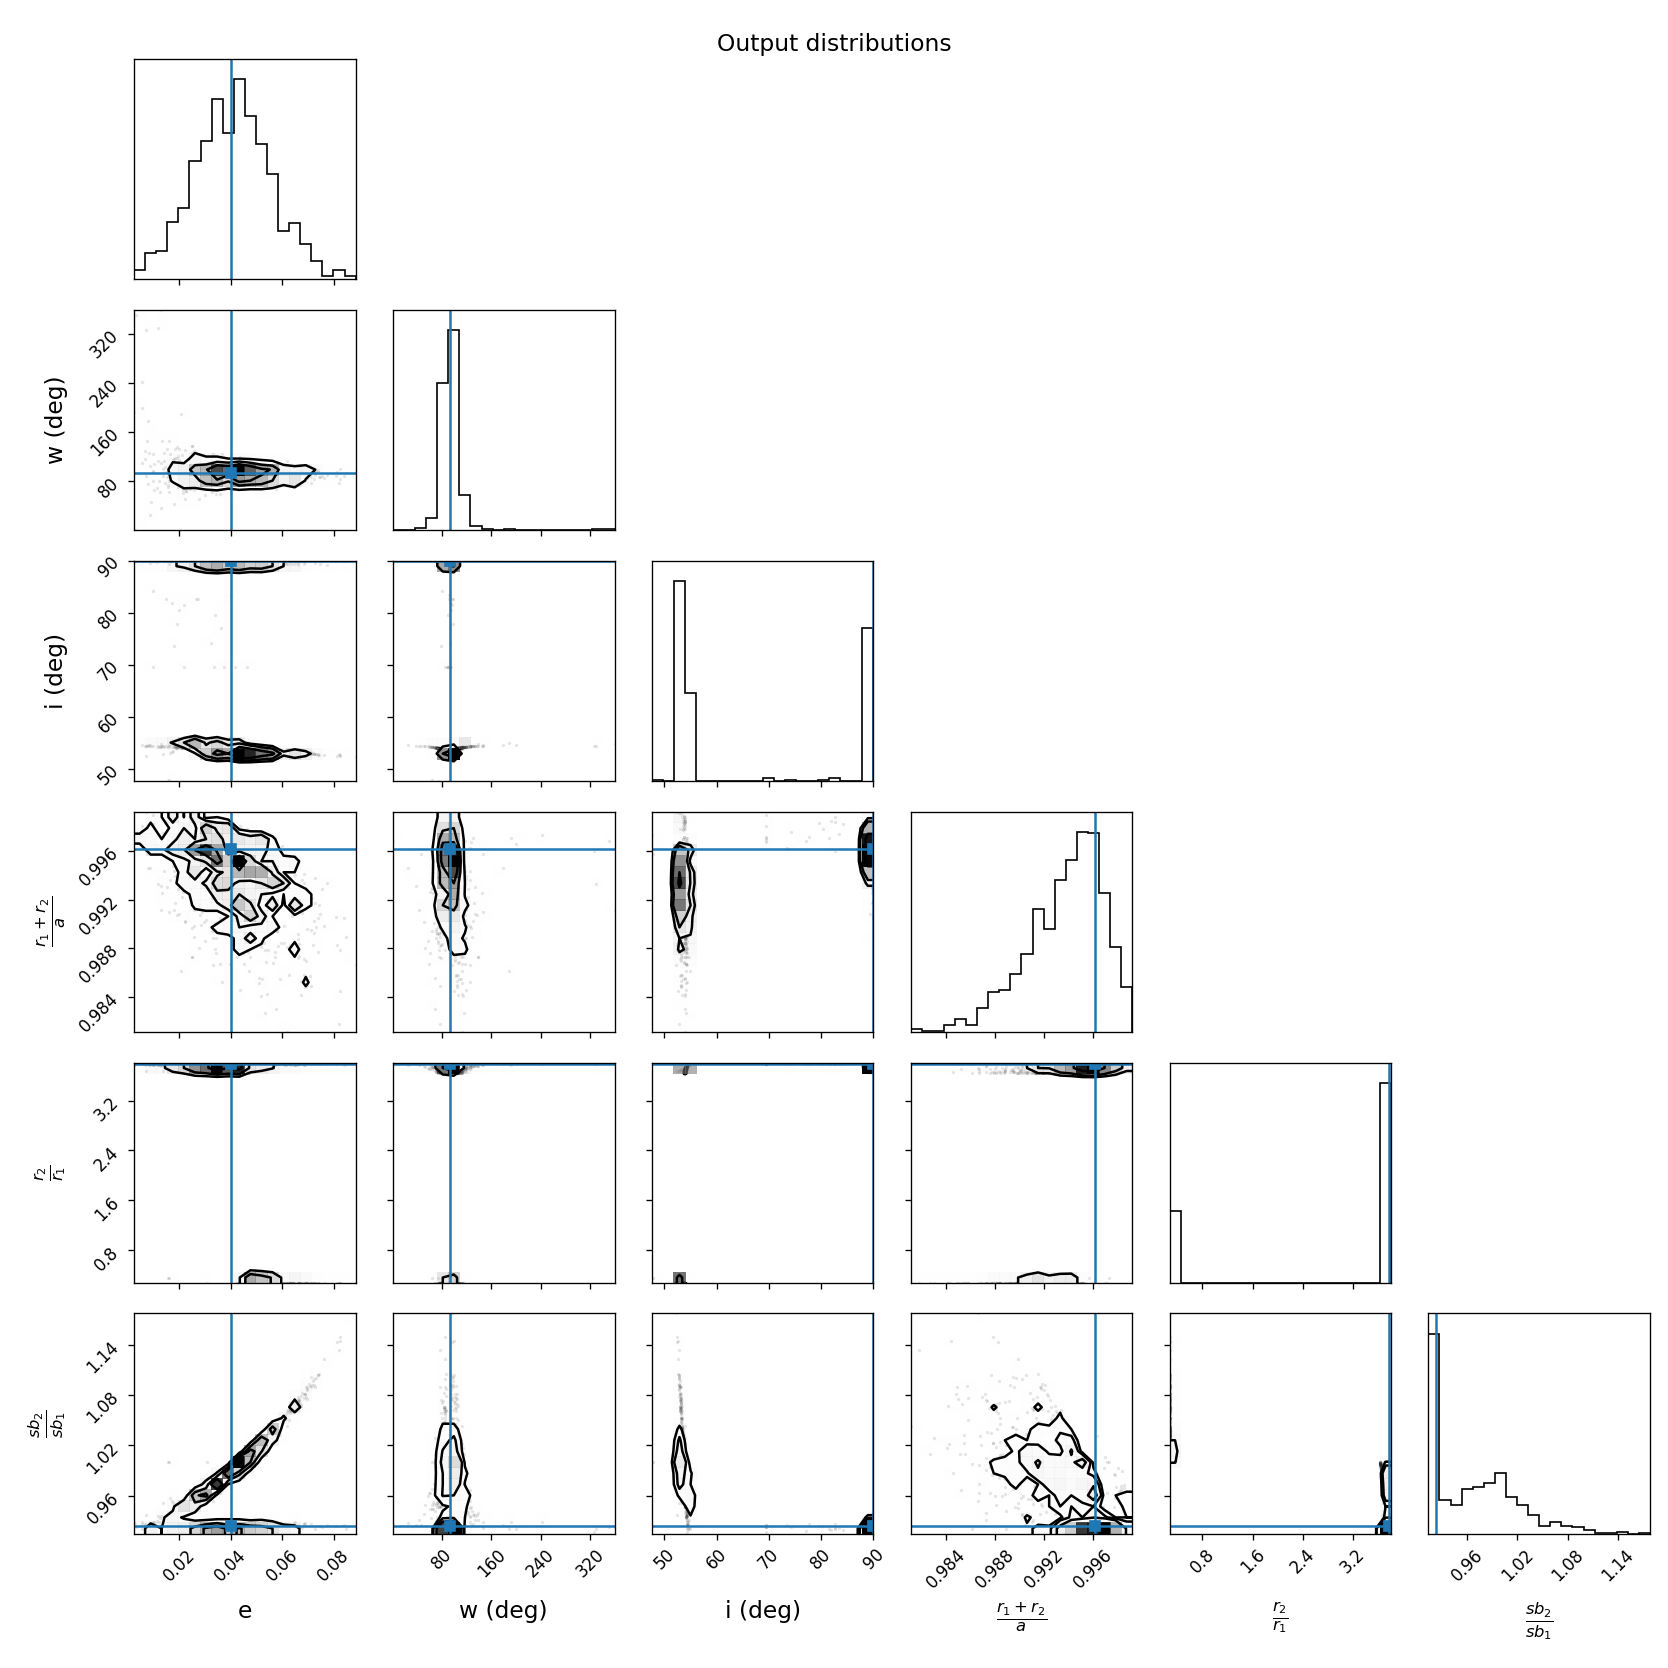 Output distributions
w (deg)
320
240
160
80
i (deg)
90
80
70
60
50
r₁ + r₂ / a
0.996
0.992
0.988
0.984
r₂ / r₁
3.2
2.4
1.6
0.8
sb₂ / sb₁
1.14
1.08
1.02
0.96
0.02 0.04 0.06 0.08 80 160 240 320 50 60 70 80 90 0.984 0.988 0.992 0.996 0.8 1.6 2.4 3.2 0.96 1.02 1.08 1.14
e w (deg) i (deg) r₁ + r₂ / a r₂ / r₁ sb₂ / sb₁